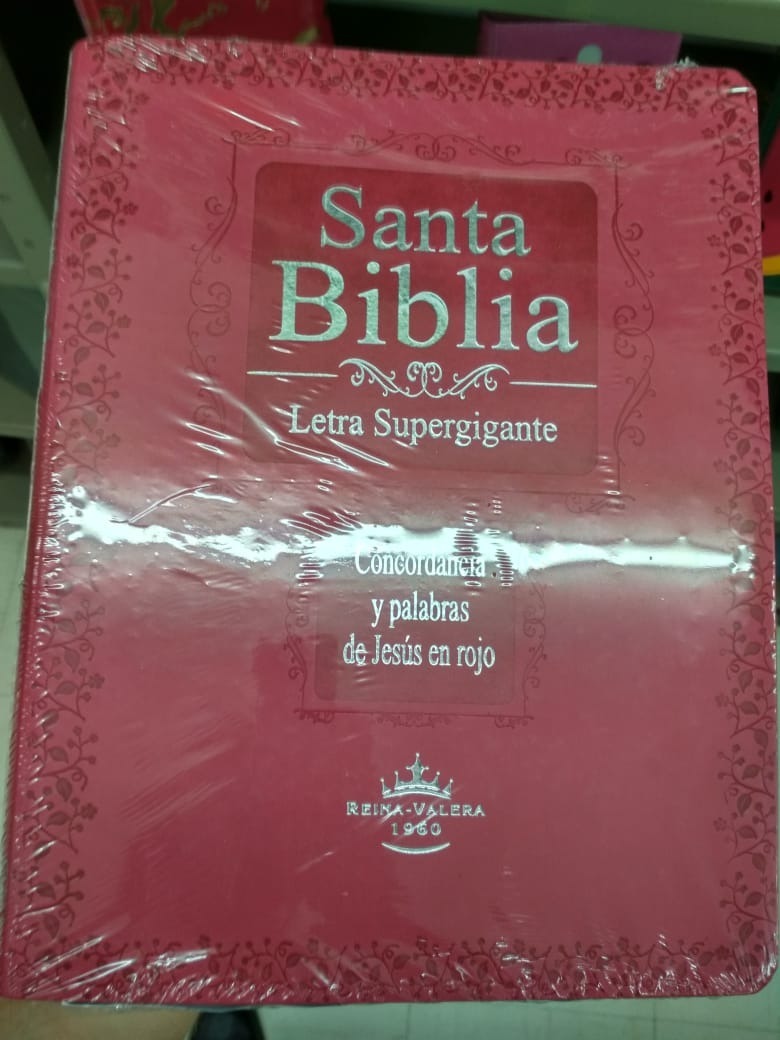 Santa
Biblia
Letra Supergigante
Concordancia
y palabras
de Jesús en rojo
REINA-VALERA
1960